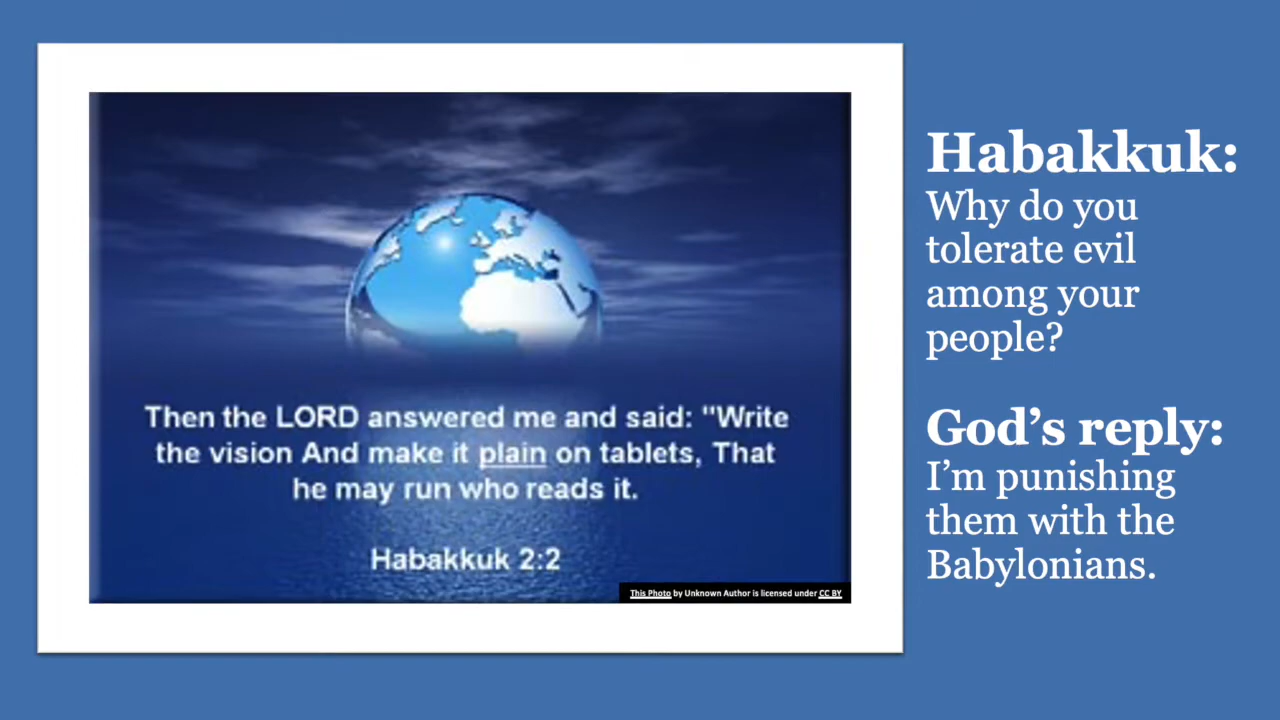 Then the LORD answered me and said: "Write
the vision And make it plain on tablets, That
he may run who reads it.
Habakkuk 2:2
This Photo by Unknown Author is licensed under CC BY
Habakkuk:
Why do you
tolerate evil
among your
people?
God’s reply:
I’m punishing
them with the
Babylonians.